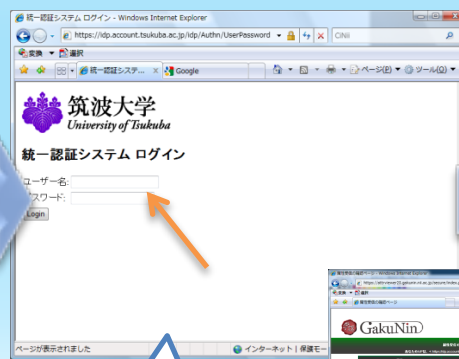 統一認証システム ログイン - Windows Internet Explorer
https://idp.account.tsukuba.ac.jp/idp/Authn/UserPassword
CiNii
変換 選択
統一認証システ... Google
ページ(P) ツール(O)
筑波大学
University of Tsukuba
統一認証システム ログイン
ユーザー名:
パスワード:
Login
ページが表示されました
インターネット | 保護モー
GakuNin